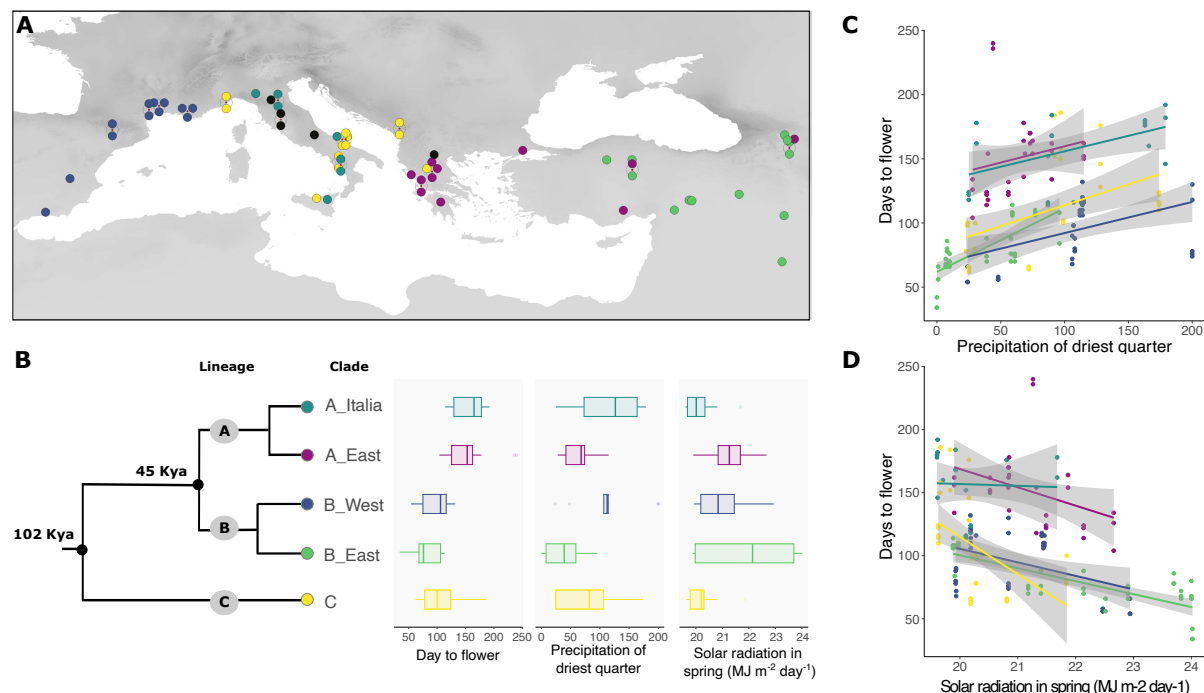 A
B
Lineage
Clade
A
B
C
45 Kya
102 Kya
A_Italia
A_East
B_West
B_East
C
50 100 150 200 250
Day to flower
0 50 100 150 200
Precipitation of
driest quarter
20 21 22 23 24
Solar radiation in
spring (MJ m⁻² day⁻¹)
C
Days to flower
250
200
150
100
50
0 50 100 150 200
Precipitation of driest quarter
D
Days to flower
250
200
150
100
50
20 21 22 23 24
Solar radiation in spring (MJ m-2 day-1)